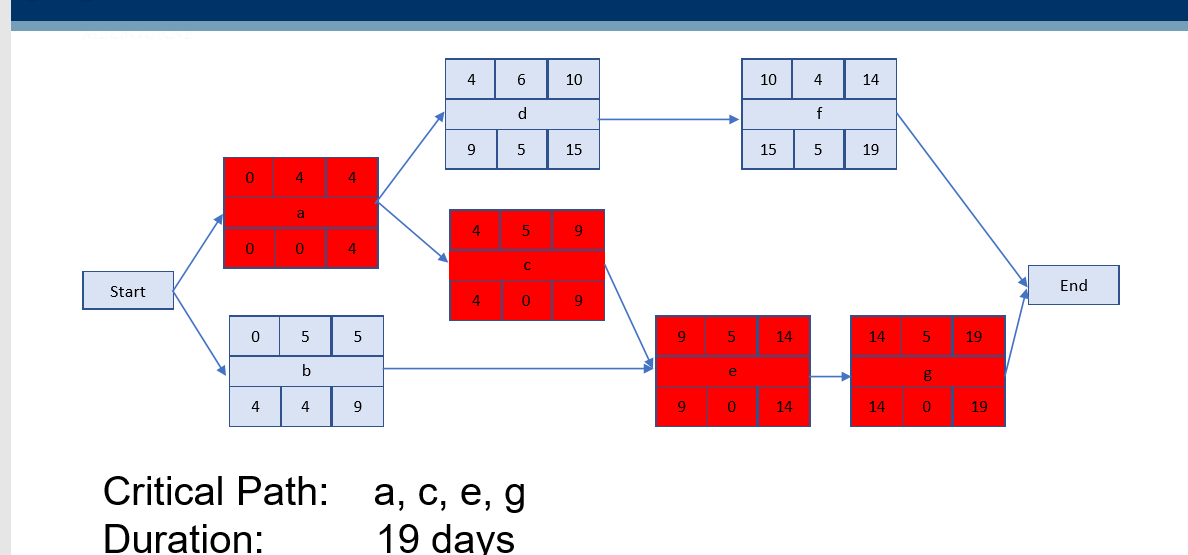 4 6 10
d
9 5 15
10 4 14
f
15 5 19
0 4 4
a
0 0 4
4 5 9
c
4 0 9
Start
End
0 5 5
b
4 4 9
9 5 14
e
9 0 14
14 5 19
g
14 0 19
Critical Path: a, c, e, g
Duration: 19 days